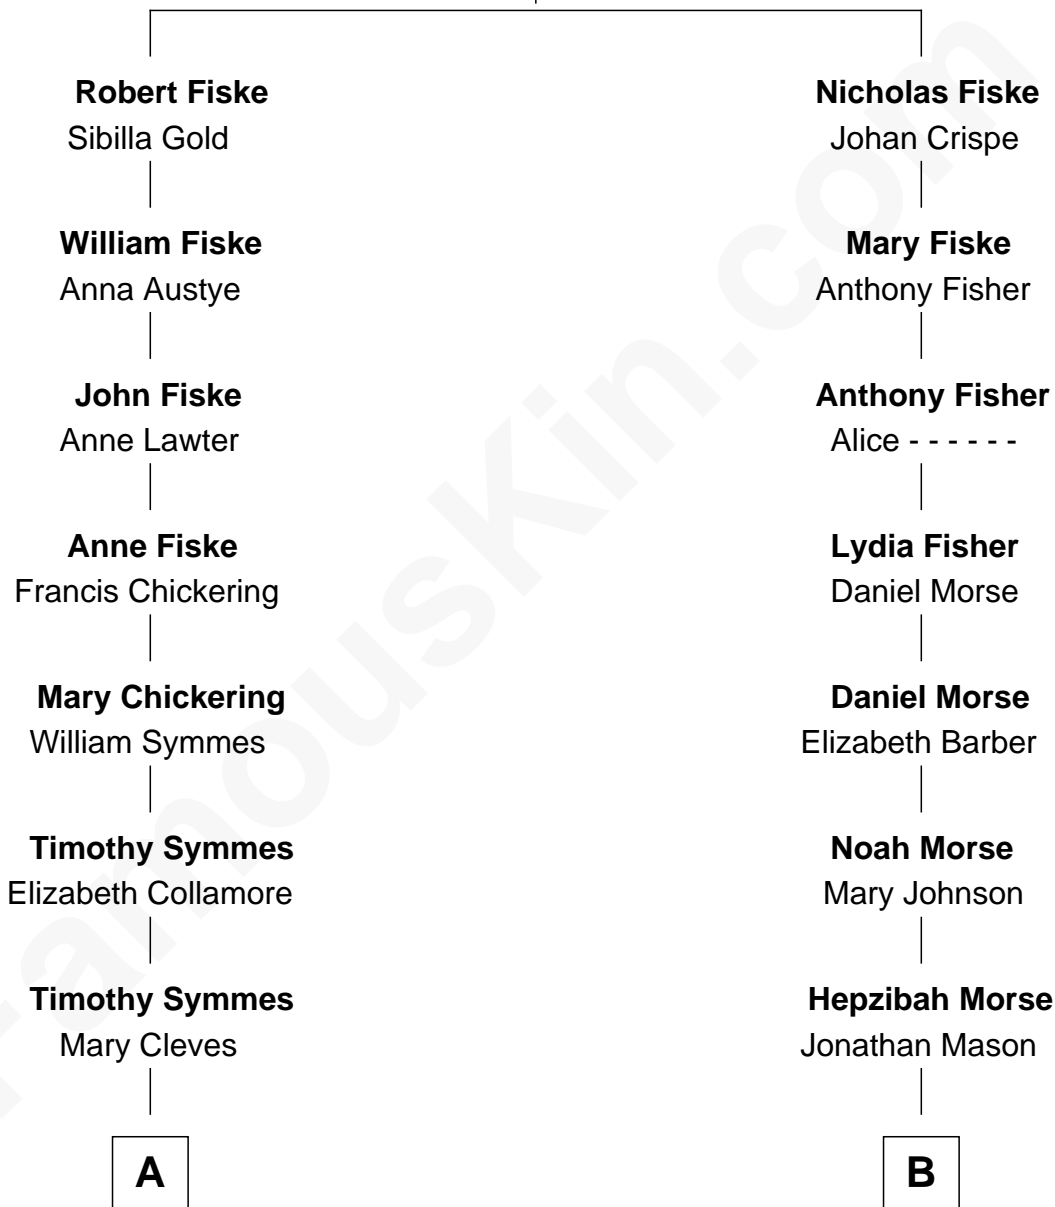 Robert Fiske
Sibilla Gold
William Fiske
Anna Austye
John Fiske
Anne Lawter
Anne Fiske
Francis Chickering
Mary Chickering
William Symmes
Timothy Symmes
Elizabeth Collamore
Timothy Symmes
Mary Cleves
A
Nicholas Fiske
Johan Crispe
Mary Fiske
Anthony Fisher
Anthony Fisher
Alice - - - - - -
Lydia Fisher
Daniel Morse
Daniel Morse
Elizabeth Barber
Noah Morse
Mary Johnson
Hepzibah Morse
Jonathan Mason
B
FamousKin.com